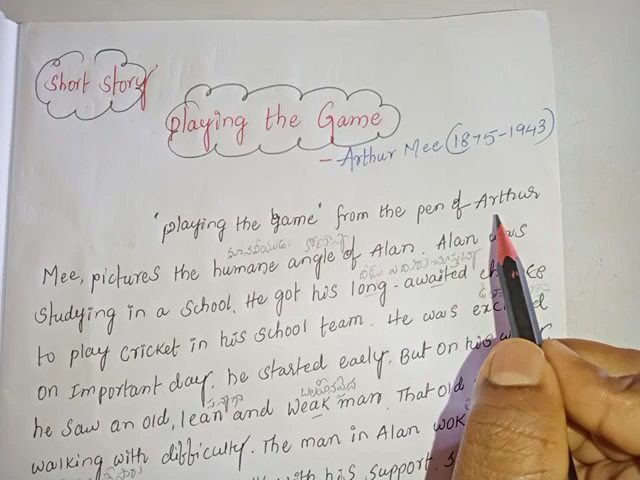 Short story
playing the Game
- Arthur Mee (1875-1943)
"playing the Game" from the pen of Arthur
Mee, pictures the humane angle of Alan. Alan was
studying in a school. He got his long-awaited
to play cricket in his school team. He was
on Important day. he started early. But on his
he saw an old, lean and weak man. That old
walking with difficulty. The man in Alan
with his support.